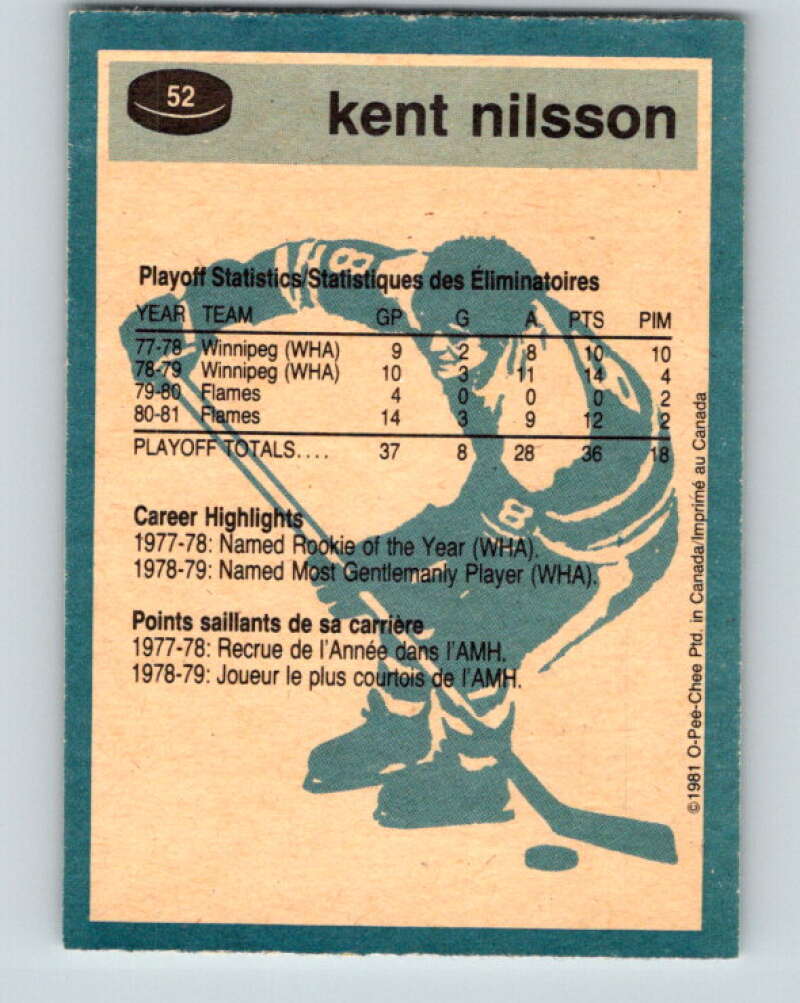 52
kent nilsson
Playoff Statistics/Statistiques des Éliminatoires
YEAR TEAM GP G A PTS PIM
77-78 Winnipeg (WHA) 9 2 8 10 10
78-79 Winnipeg (WHA) 10 3 11 14 4
79-80 Flames 4 0 0 0 2
80-81 Flames 14 3 9 12 2
PLAYOFF TOTALS.... 37 8 28 36 18
Career Highlights
1977-78: Named Rookie of the Year (WHA).
1978-79: Named Most Gentlemanly Player (WHA).
Points saillants de sa carrière
1977-78: Recrue de l'Année dans l'AMH.
1978-79: Joueur le plus courtois de l'AMH.
©1981 O-Pee-Chee Ptd. in Canada/Imprimé au Canada
8
8
8